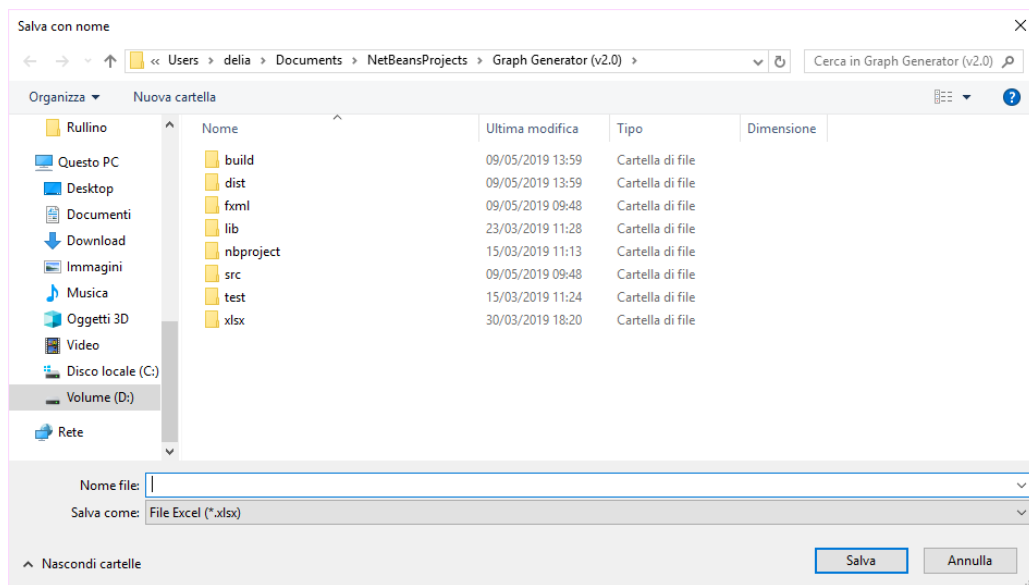 Salva con nome
« Users > delia > Documents > NetBeansProjects > Graph Generator (v2.0) >
Cerca in Graph Generator (v2.0)
Organizza
Nuova cartella
Rullino
Questo PC
Desktop
Documenti
Download
Immagini
Musica
Oggetti 3D
Video
Disco locale (C:)
Volume (D:)
Rete
Nome Ultima modifica Tipo Dimensione
build 09/05/2019 13:59 Cartella di file
dist 09/05/2019 13:59 Cartella di file
fxml 09/05/2019 09:48 Cartella di file
lib 23/03/2019 11:28 Cartella di file
nbproject 15/03/2019 11:13 Cartella di file
src 09/05/2019 09:48 Cartella di file
test 15/03/2019 11:24 Cartella di file
xlsx 30/03/2019 18:20 Cartella di file
Nome file:
Salva come: File Excel (*.xlsx)
Nascondi cartelle
Salva
Annulla